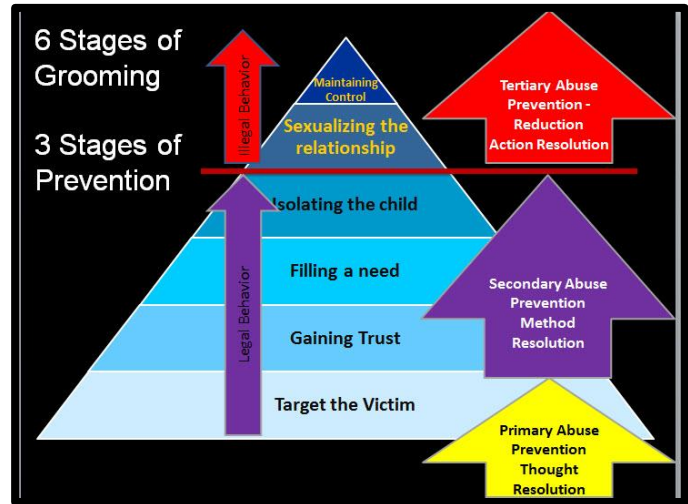 6 Stages of
Grooming
3 Stages of
Prevention
Illegal Behavior
Legal Behavior
Maintaining
Control
Sexualizing the
relationship
Isolating the child
Filling a need
Gaining Trust
Target the Victim
Tertiary Abuse
Prevention -
Reduction
Action Resolution
Secondary Abuse
Prevention
Method
Resolution
Primary Abuse
Prevention
Thought
Resolution